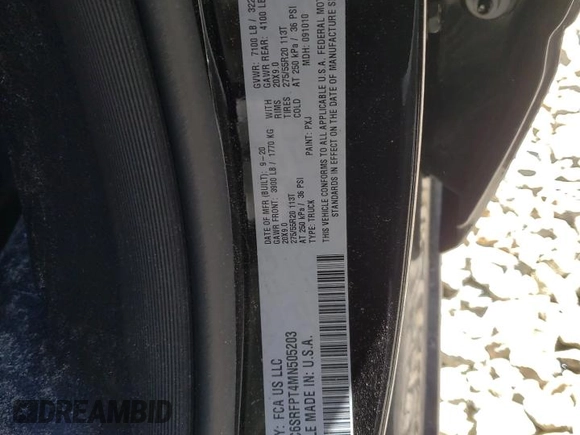 Y: FCA US LLC
DATE OF MFR (BUILT): 9-20
GVWR: 7100 LB / 322
GAWR FRONT: 3900 LB / 1770 KG
WITH
GAWR REAR: 4100 LB
20X9.0
RIMS
20X9.0
275/55R20 113T
TIRES
275/55R20 113T
AT 250 kPa / 36 PSI
COLD
AT 250 kPa / 36 PSI
TYPE: TRUCK
PAINT: PXJ
MDH: 091010
THIS VEHICLE CONFORMS TO ALL APPLICABLE U.S.A. FEDERAL MOTOR
STANDARDS IN EFFECT ON THE DATE OF MANUFACTURE
C6SRFPT4MN505203
LE MADE IN: U.S.A.
DREAMBID